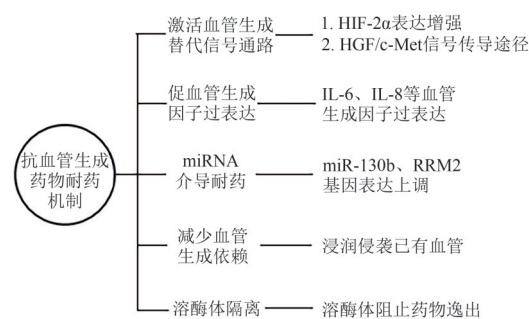 抗血管生成
药物耐药
机制
激活血管生成
替代信号通路
1. HIF-2α表达增强
2. HGF/c-Met信号传导途径
促血管生成
因子过表达
IL-6、IL-8等血管
生成因子过表达
miRNA
介导耐药
miR-130b、RRM2
基因表达上调
减少血管
生成依赖
浸润侵袭已有血管
溶酶体隔离
溶酶体阻止药物逸出